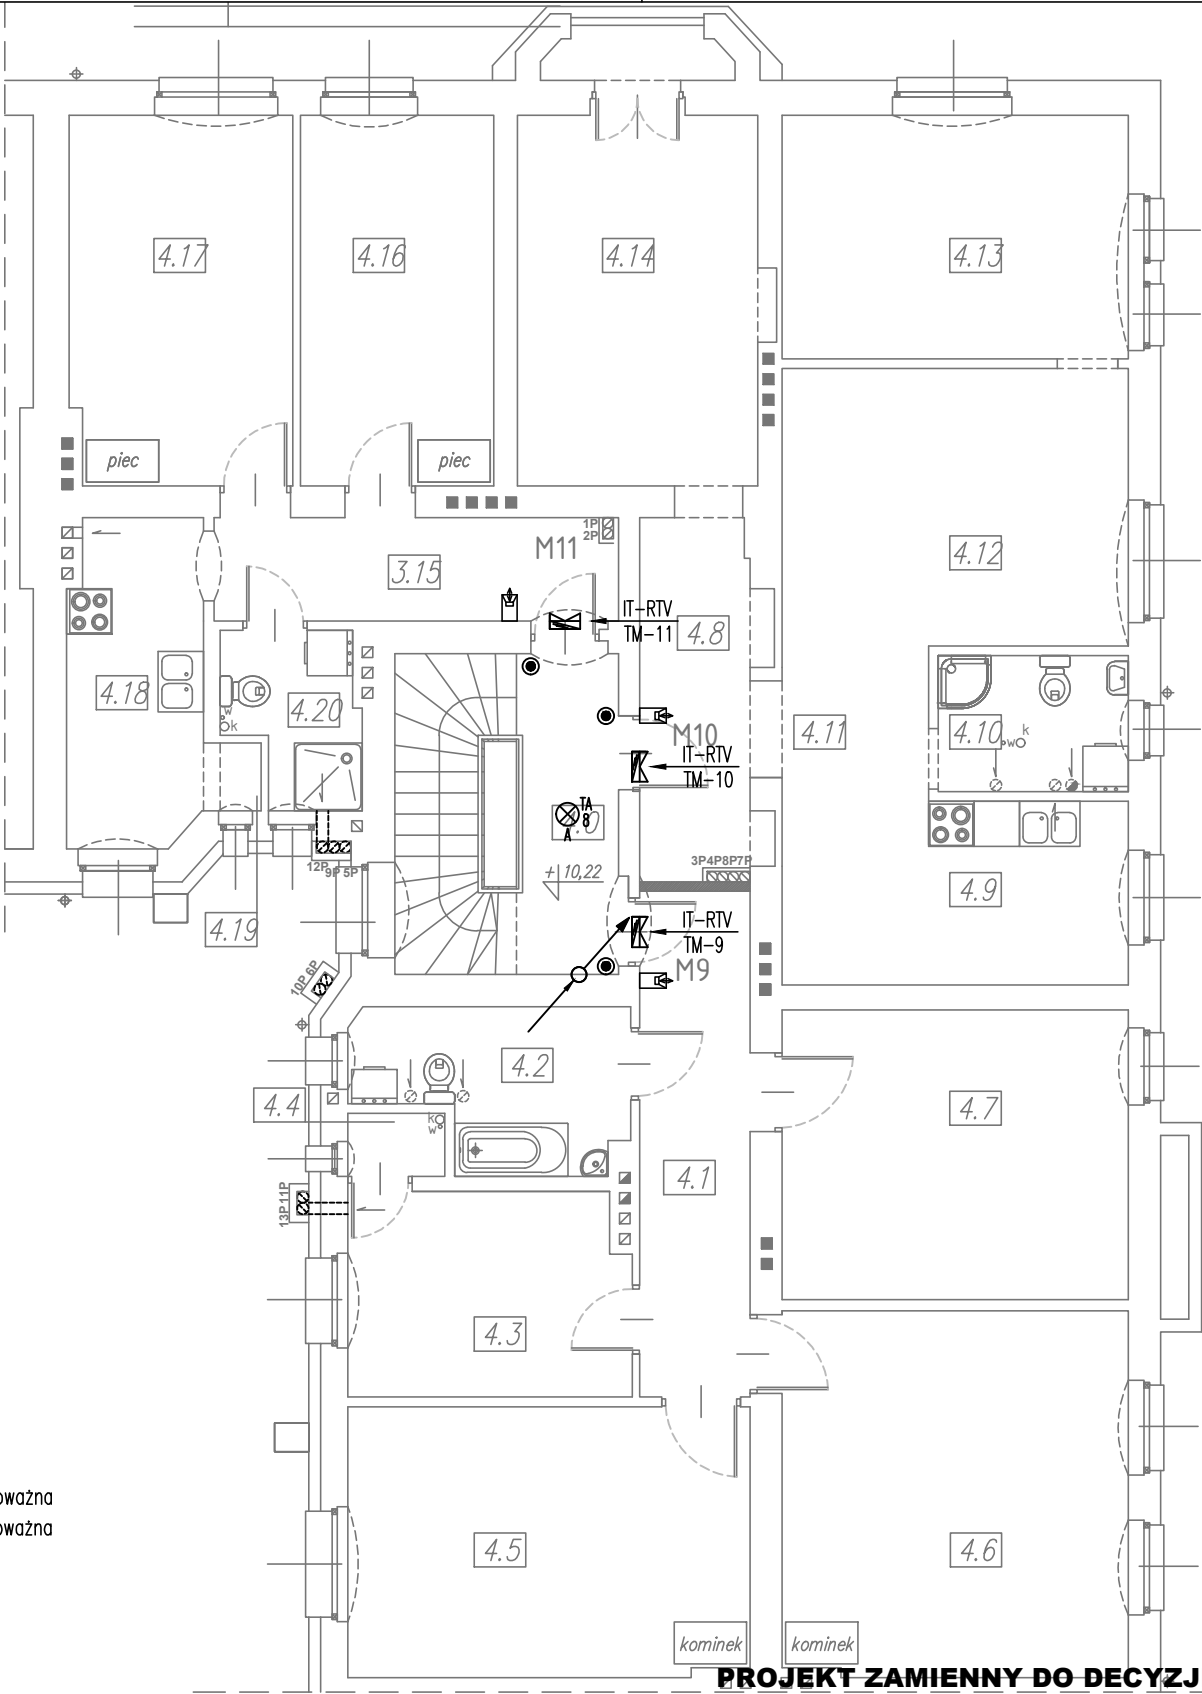 4.17
4.16
4.14
4.13
piec
piec
1P
2P
M11
3.15
4.12
IT-RTV
TM-11
4.8
4.18
w
k
4.20
M10
4.11
4.10
k
w
IT-RTV
TM-10
TA
8
A
+10,22
3P4P8P7P
12P
9P 5P
4.9
4.19
IT-RTV
TM-9
M9
10P 6P
4.2
4.4
k
w
4.7
4.1
13P11P
4.3
4.5
4.6
oważna
oważna
kominek
kominek
PROJEKT ZAMIENNY DO DECYZJ